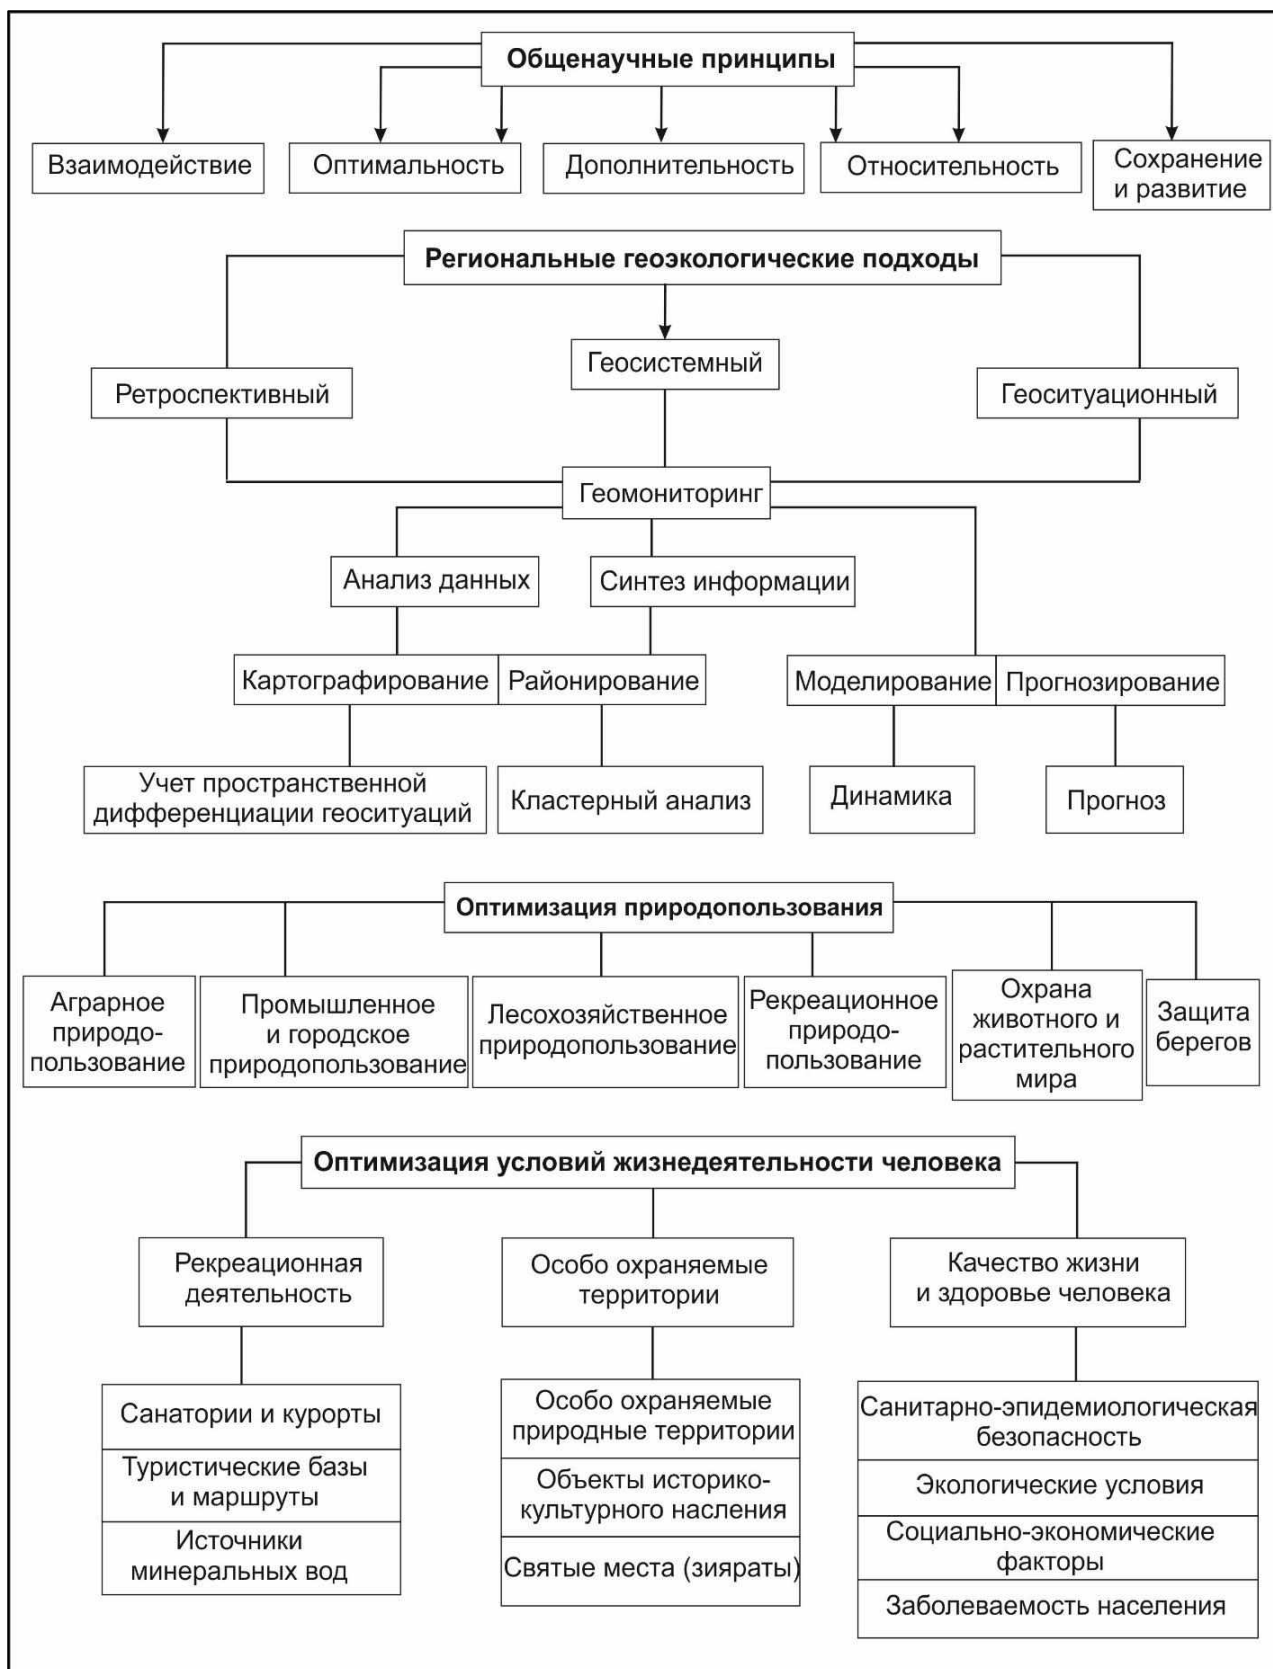 Общенаучные принципы
Взаимодействие
Оптимальность
Дополнительность
Относительность
Сохранение
и развитие
Региональные геоэкологические подходы
Ретроспективный
Геосистемный
Геоситуационный
Геомониторинг
Анализ данных
Синтез информации
Картографирование
Районирование
Моделирование
Прогнозирование
Учет пространственной
дифференциации геоситуаций
Кластерный анализ
Динамика
Прогноз
Оптимизация природопользования
Аграрное
природо-
пользование
Промышленное
и городское
природопользование
Лесохозяйственное
природопользование
Рекреационное
природо-
пользование
Охрана
животного и
растительного
мира
Защита
берегов
Оптимизация условий жизнедеятельности человека
Рекреационная
деятельность
Особо охраняемые
территории
Качество жизни
и здоровье человека
Санатории и курорты
Туристические базы
и маршруты
Источники
минеральных вод
Особо охраняемые
природные территории
Объекты историко-
культурного насления
Святые места (зияраты)
Санитарно-эпидемиологическая
безопасность
Экологические условия
Социально-экономические
факторы
Заболеваемость населения